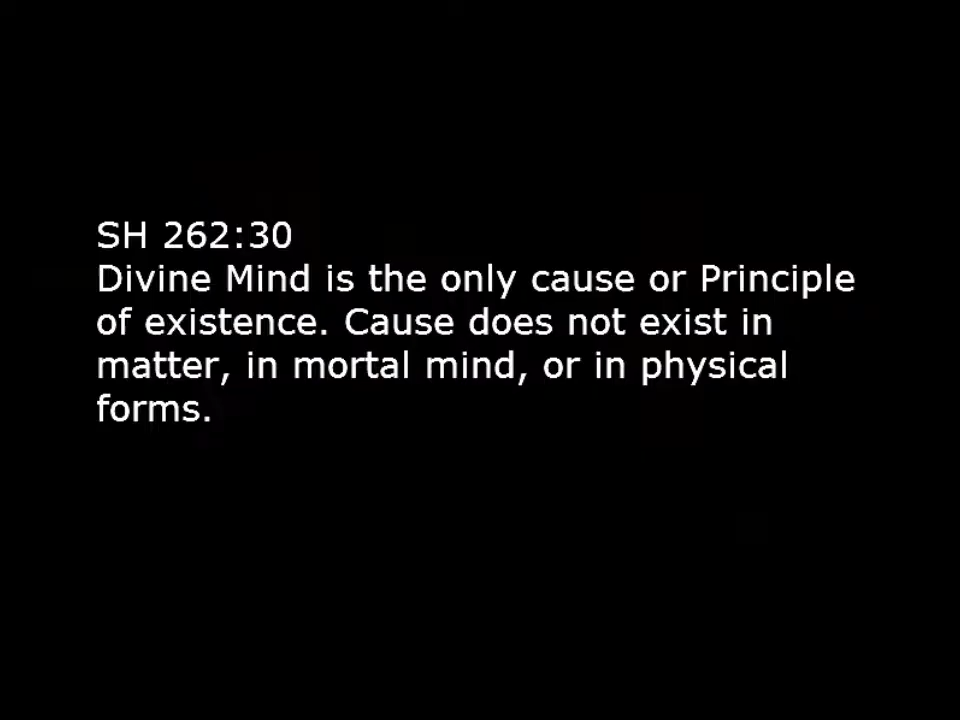 SH 262:30
Divine Mind is the only cause or Principle
of existence. Cause does not exist in
matter, in mortal mind, or in physical
forms.